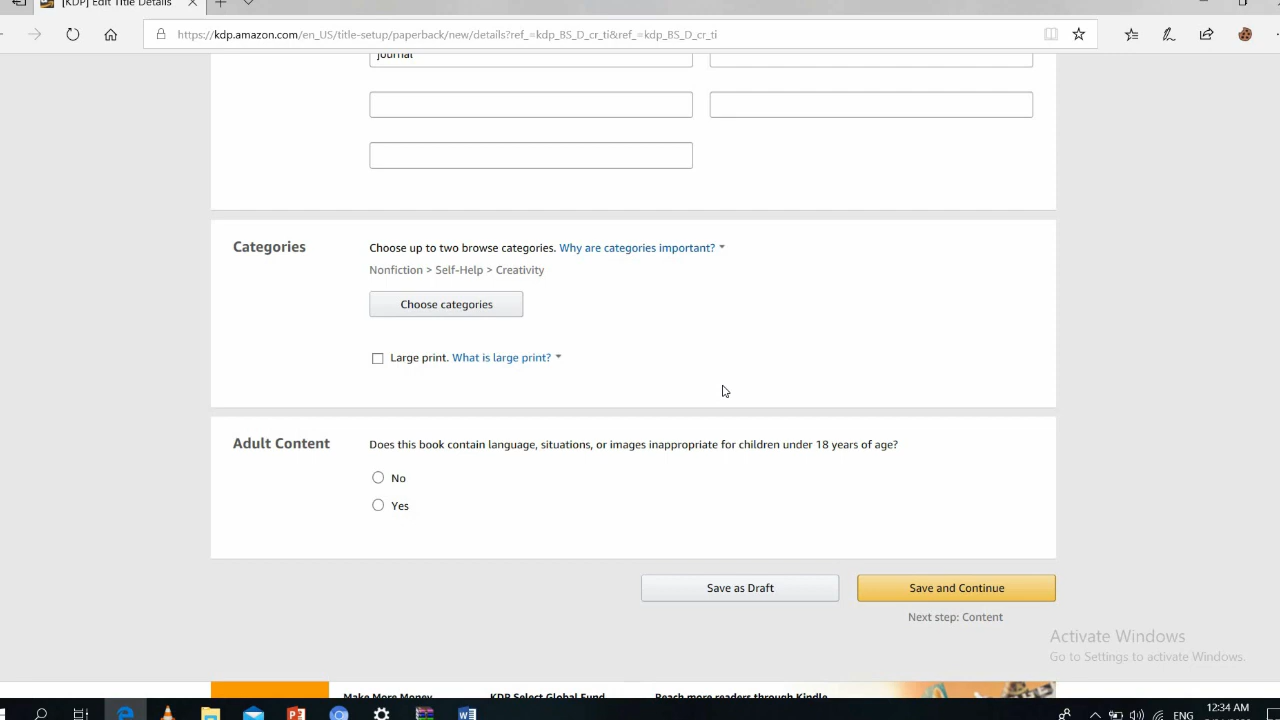 [KDP] Edit Title Details
https://kdp.amazon.com/en_US/title-setup/paperback/new/details?ref_=kdp_BS_D_cr_ti&ref_=kdp_BS_D_cr_ti
journal
Categories
Choose up to two browse categories. Why are categories important?
Nonfiction > Self-Help > Creativity
Choose categories
Large print. What is large print?
Adult Content
Does this book contain language, situations, or images inappropriate for children under 18 years of age?
No
Yes
Save as Draft
Save and Continue
Next step: Content
Activate Windows
Go to Settings to activate Windows.
Make More Money
KDP Select Global Fund
Reach more readers through Kindle
12:34 AM
ENG